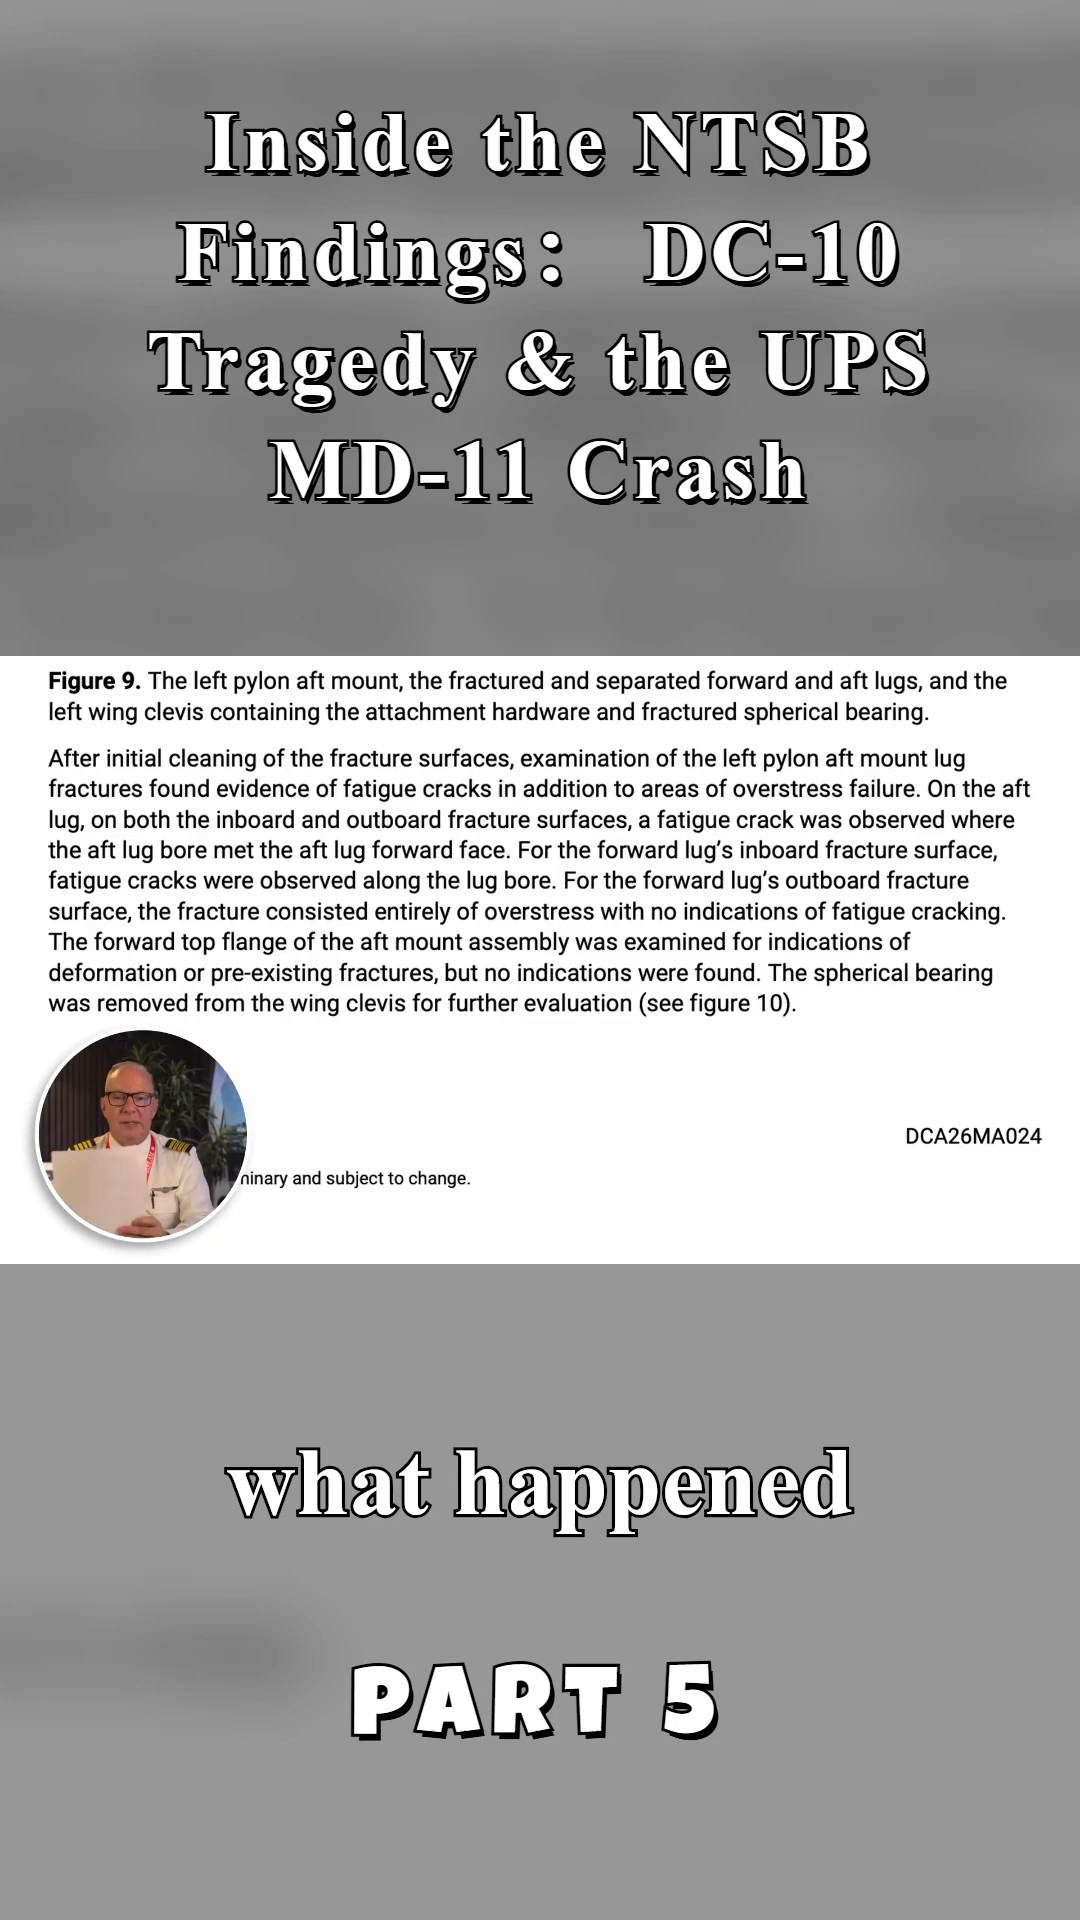 Inside the NTSB
Findings: DC-10
Tragedy & the UPS
MD-11 Crash
Figure 9. The left pylon aft mount, the fractured and separated forward and aft lugs, and the
left wing clevis containing the attachment hardware and fractured spherical bearing.
After initial cleaning of the fracture surfaces, examination of the left pylon aft mount lug
fractures found evidence of fatigue cracks in addition to areas of overstress failure. On the aft
lug, on both the inboard and outboard fracture surfaces, a fatigue crack was observed where
the aft lug bore met the aft lug forward face. For the forward lug’s inboard fracture surface,
fatigue cracks were observed along the lug bore. For the forward lug’s outboard fracture
surface, the fracture consisted entirely of overstress with no indications of fatigue cracking.
The forward top flange of the aft mount assembly was examined for indications of
deformation or pre-existing fractures, but no indications were found. The spherical bearing
was removed from the wing clevis for further evaluation (see figure 10).
DCA26MA024
and subject to change.
what happened
PART 5